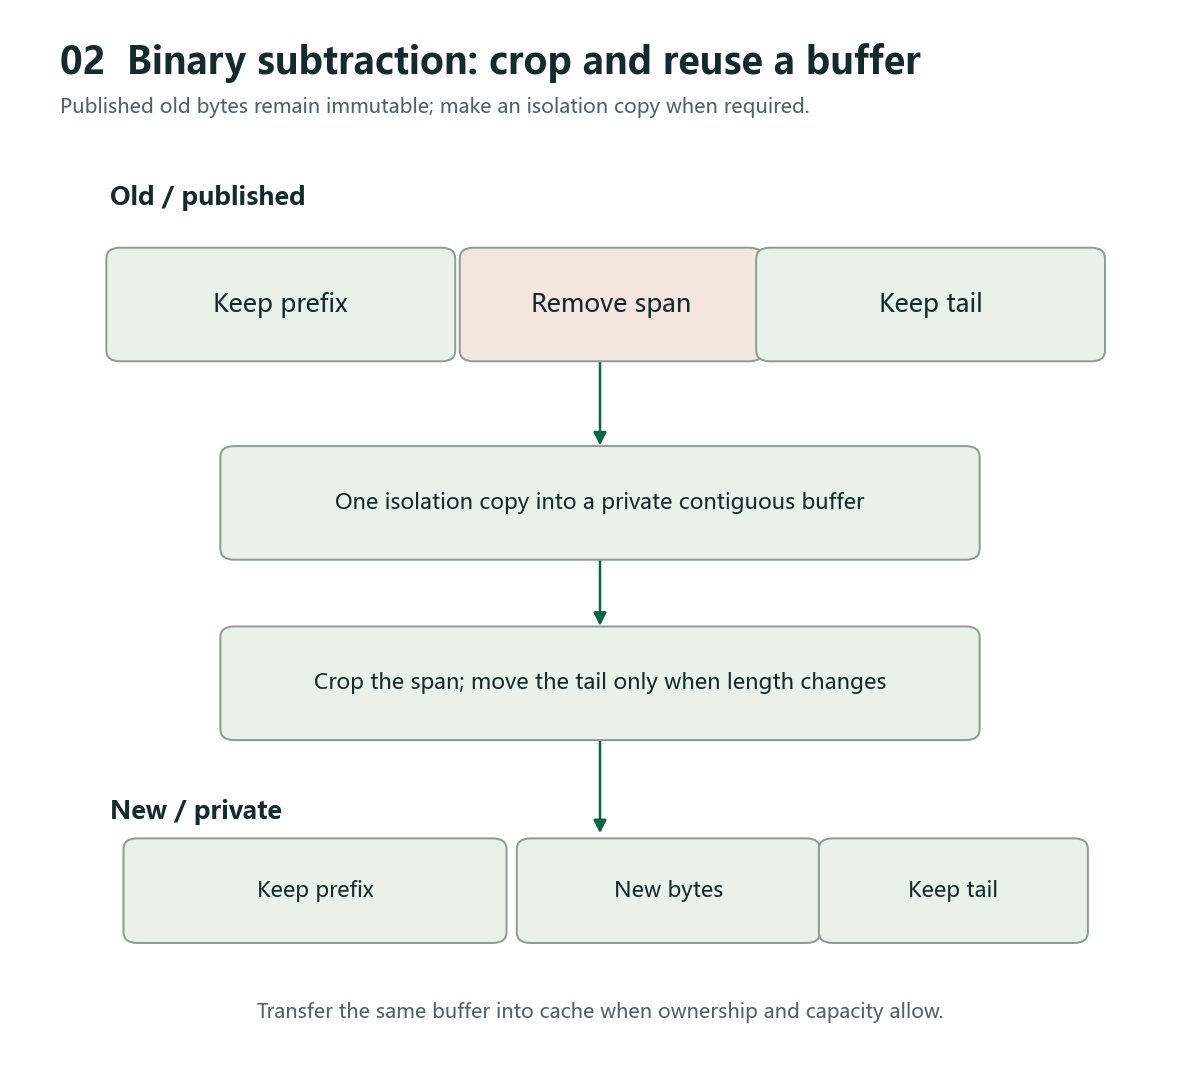 02 Binary subtraction: crop and reuse a buffer
Published old bytes remain immutable; make an isolation copy when required.
Old / published
Keep prefix
Remove span
Keep tail
One isolation copy into a private contiguous buffer
Crop the span; move the tail only when length changes
New / private
Keep prefix
New bytes
Keep tail
Transfer the same buffer into cache when ownership and capacity allow.